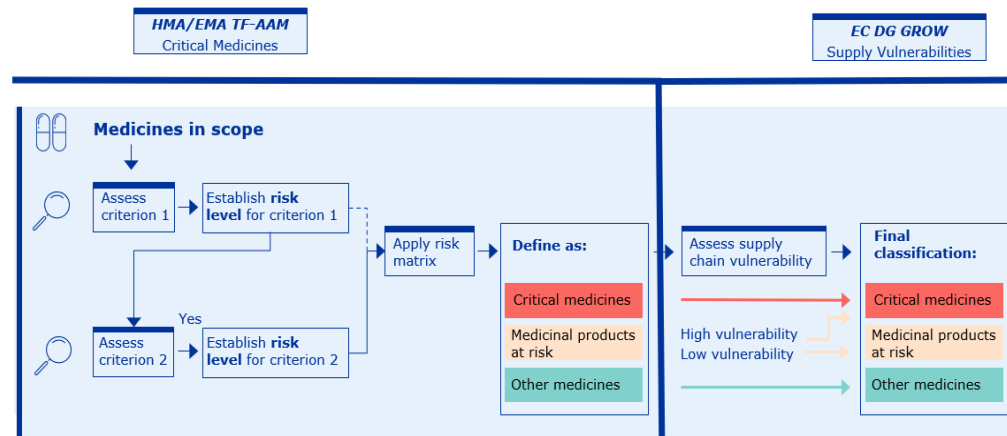 HMA/EMA TF-AAM
Critical Medicines
EC DG GROW
Supply Vulnerabilities
Medicines in scope
Assess
criterion 1
Establish risk
level for criterion 1
Apply risk
matrix
Define as:
Assess supply
chain vulnerability
Final
classification:
Critical medicines
Critical medicines
Yes
Medicinal products
at risk
High vulnerability
Low vulnerability
Medicinal products
at risk
Assess
criterion 2
Establish risk
level for criterion 2
Other medicines
Other medicines